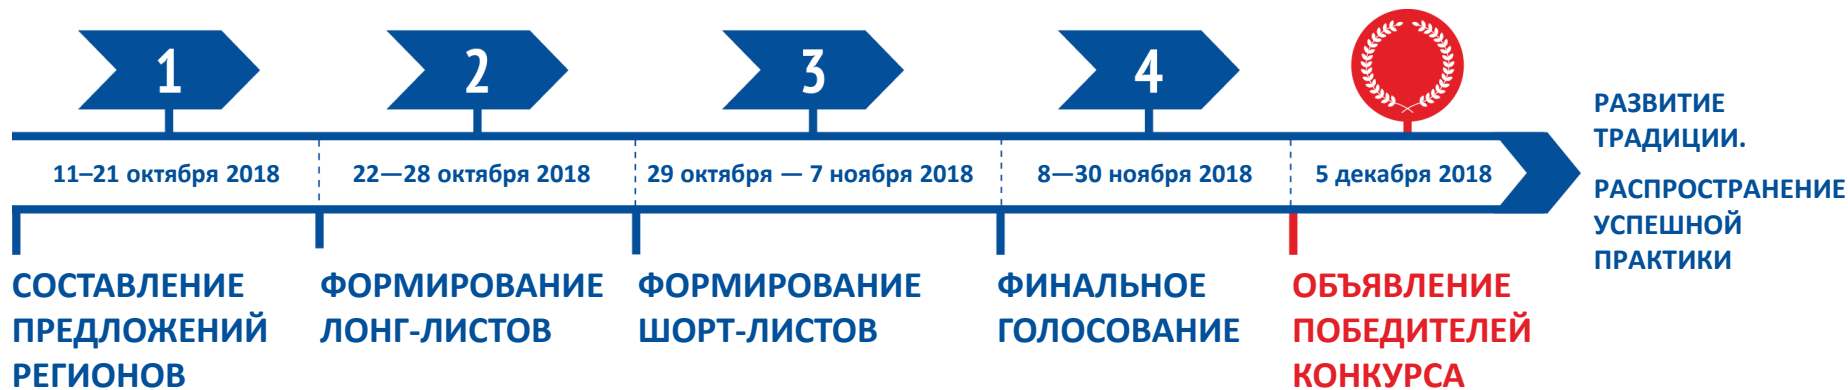 1
2
3
4
11–21 октября 2018
22—28 октября 2018
29 октября — 7 ноября 2018
8—30 ноября 2018
5 декабря 2018
РАЗВИТИЕ
ТРАДИЦИИ.
РАСПРОСТРАНЕНИЕ
УСПЕШНОЙ
ПРАКТИКИ
СОСТАВЛЕНИЕ
ПРЕДЛОЖЕНИЙ
РЕГИОНОВ
ФОРМИРОВАНИЕ
ЛОНГ-ЛИСТОВ
ФОРМИРОВАНИЕ
ШОРТ-ЛИСТОВ
ФИНАЛЬНОЕ
ГОЛОСОВАНИЕ
ОБЪЯВЛЕНИЕ
ПОБЕДИТЕЛЕЙ
КОНКУРСА